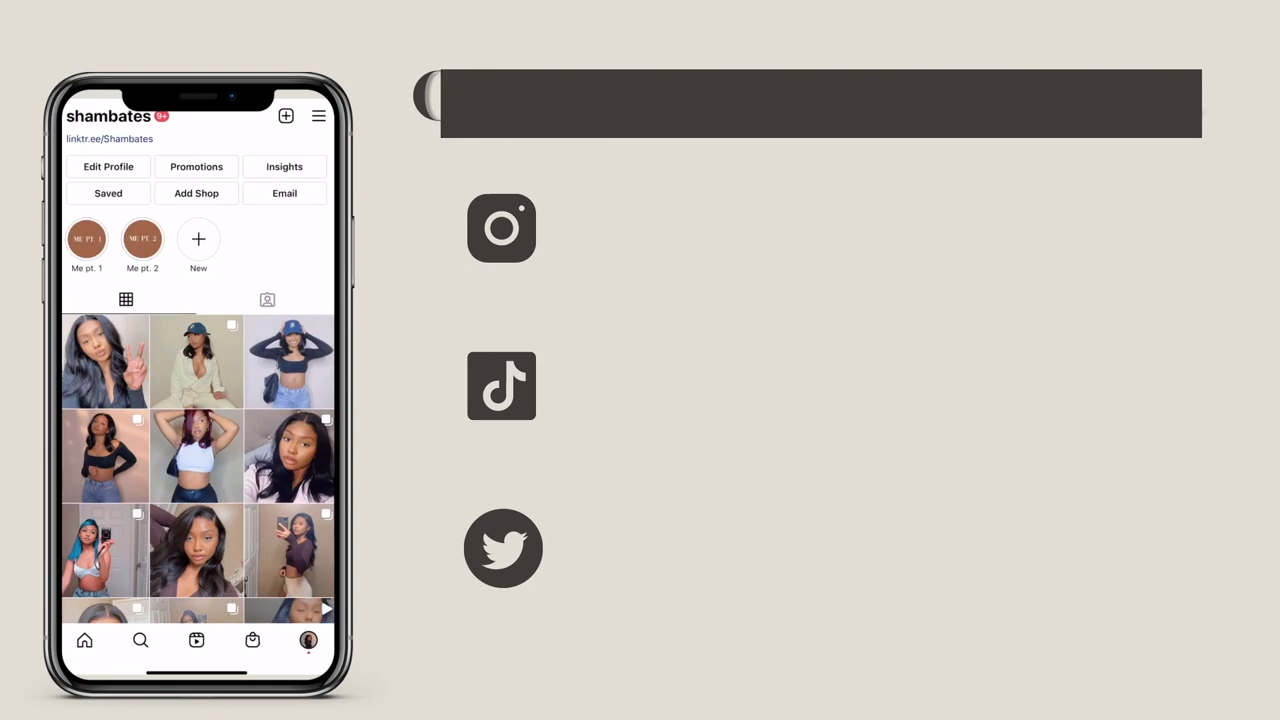 shambates 9+
linktr.ee/Shambates
Edit Profile Promotions Insights
Saved Add Shop Email
ME PT. 1 ME PT. 2
Me pt. 1 Me pt. 2 New